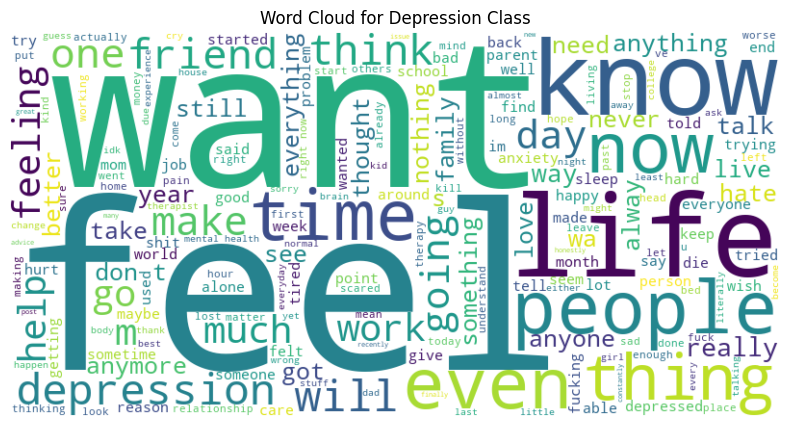 Word Cloud for Depression Class
want
feel
know
life
people
time
now
even
thing
think
friend
one
day
go
help
depression
will
work
make
much
going
feeling
really
year
need
anything
never
talk
live
hate
way
wa
love
alway
something
nothing
everything
family
thought
still
better
take
see
don
t
m
s
anymore
got
anyone
someone
try
put
guess
actually
started
cry
issue
mind
others
back
parent
well
bad
start
school
problem
new
worse
end
ve
living
stop
college
away
ask
told
trying
left
past
hope
long
almost
without
find
im
already
anxiety
night
sleep
least
hard
might
head
happy
everyone
made
leave
let
u
keep
month
say
die
tried
tell
either
lot
seem
person
wish
bed
literally
become
sad
done
fuck
girl
enough
every
talking
able
fucking
depressed
place
constantly
honestly
give
today
understand
therapy
guy
kill
around
kid
wanted
right now
sorry
brain
first
week
normal
tired
scared
point
mean
everyday
hour
yet
matter
lost
alone
felt
wrong
stuff
dad
recently
finally
last
little
care
relationship
reason
look
thinking
happen
getting
sometime
maybe
body
thank
best
used
hurt
post
making
world
shit
mental health
therapist
many
advice
change
sure
home
went
mom
idk
pain
job
good
said
right
come
house
experience
due
money
working
kind
great